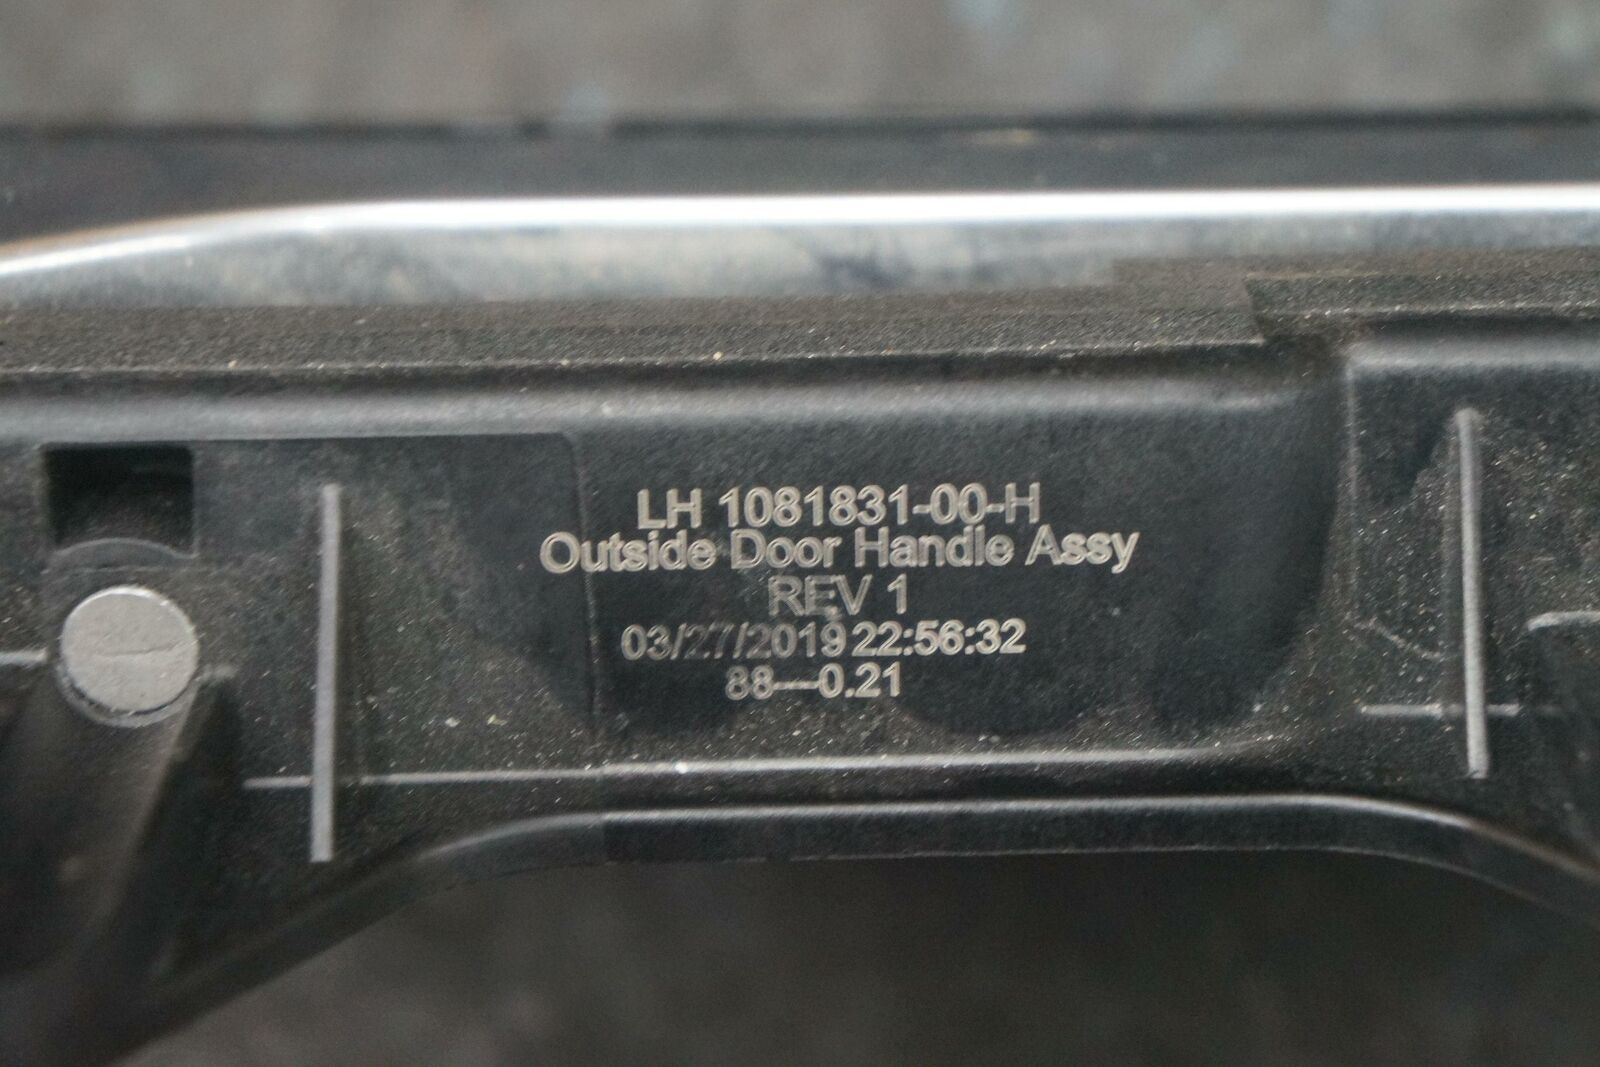 LH 1081831-00-H
Outside Door Handle Assy
REV 1
03/27/2019 22:56:32
88---0.21